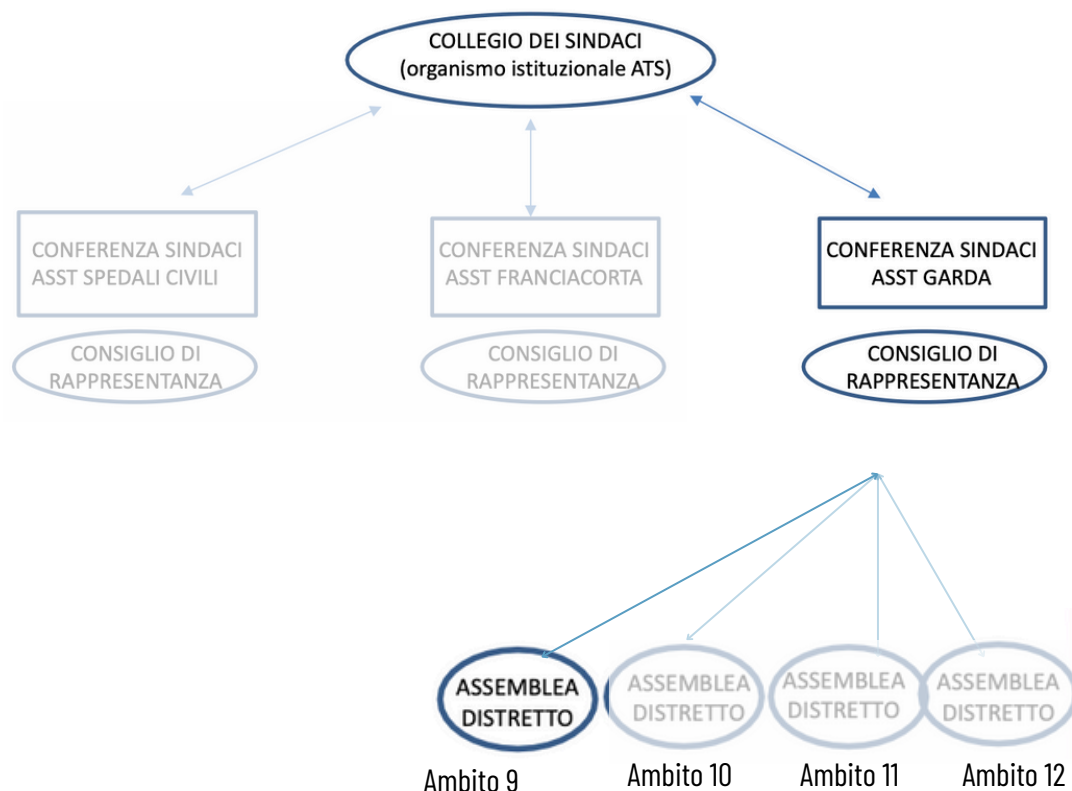 COLLEGIO DEI SINDACI
(organismo istituzionale ATS)
CONFERENZA SINDACI
ASST SPEDALI CIVILI
CONFERENZA SINDACI
ASST FRANCIACORTA
CONFERENZA SINDACI
ASST GARDA
CONSIGLIO DI
RAPPRESENTANZA
CONSIGLIO DI
RAPPRESENTANZA
CONSIGLIO DI
RAPPRESENTANZA
ASSEMBLEA
DISTRETTO
ASSEMBLEA
DISTRETTO
ASSEMBLEA
DISTRETTO
ASSEMBLEA
DISTRETTO
Ambito 9
Ambito 10
Ambito 11
Ambito 12